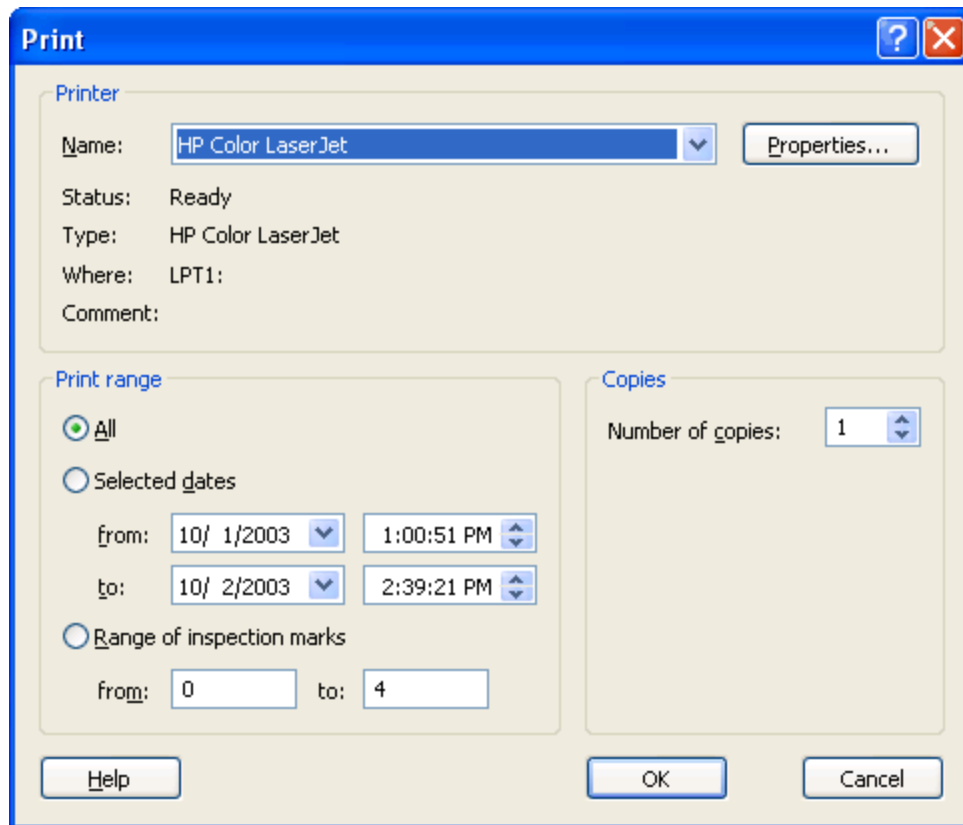 Print
Printer
Name: HP Color LaserJet Properties...
Status: Ready
Type: HP Color LaserJet
Where: LPT1:
Comment:
Print range
All
Selected dates
from: 10/ 1/2003 1:00:51 PM
to: 10/ 2/2003 2:39:21 PM
Range of inspection marks
from: 0 to: 4
Copies
Number of copies: 1
Help OK Cancel